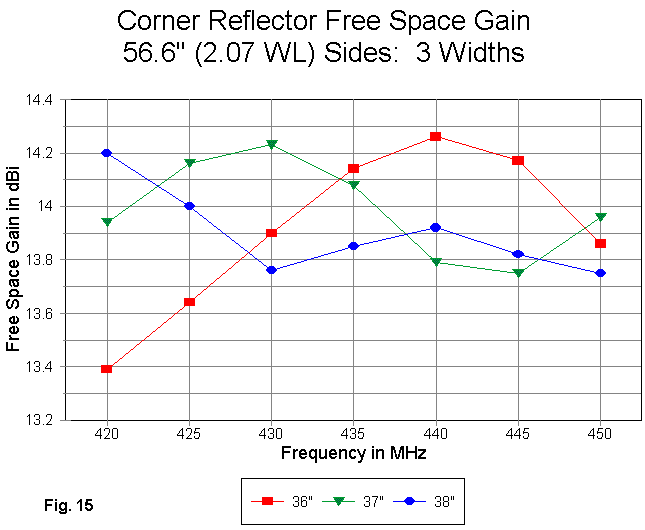 Corner Reflector Free Space Gain
56.6" (2.07 WL) Sides:  3 Widths
Free Space Gain in dBi
14.4
14.2
14
13.8
13.6
13.4
13.2
420 425 430 435 440 445 450
Frequency in MHz
36" 37" 38"
Fig. 15